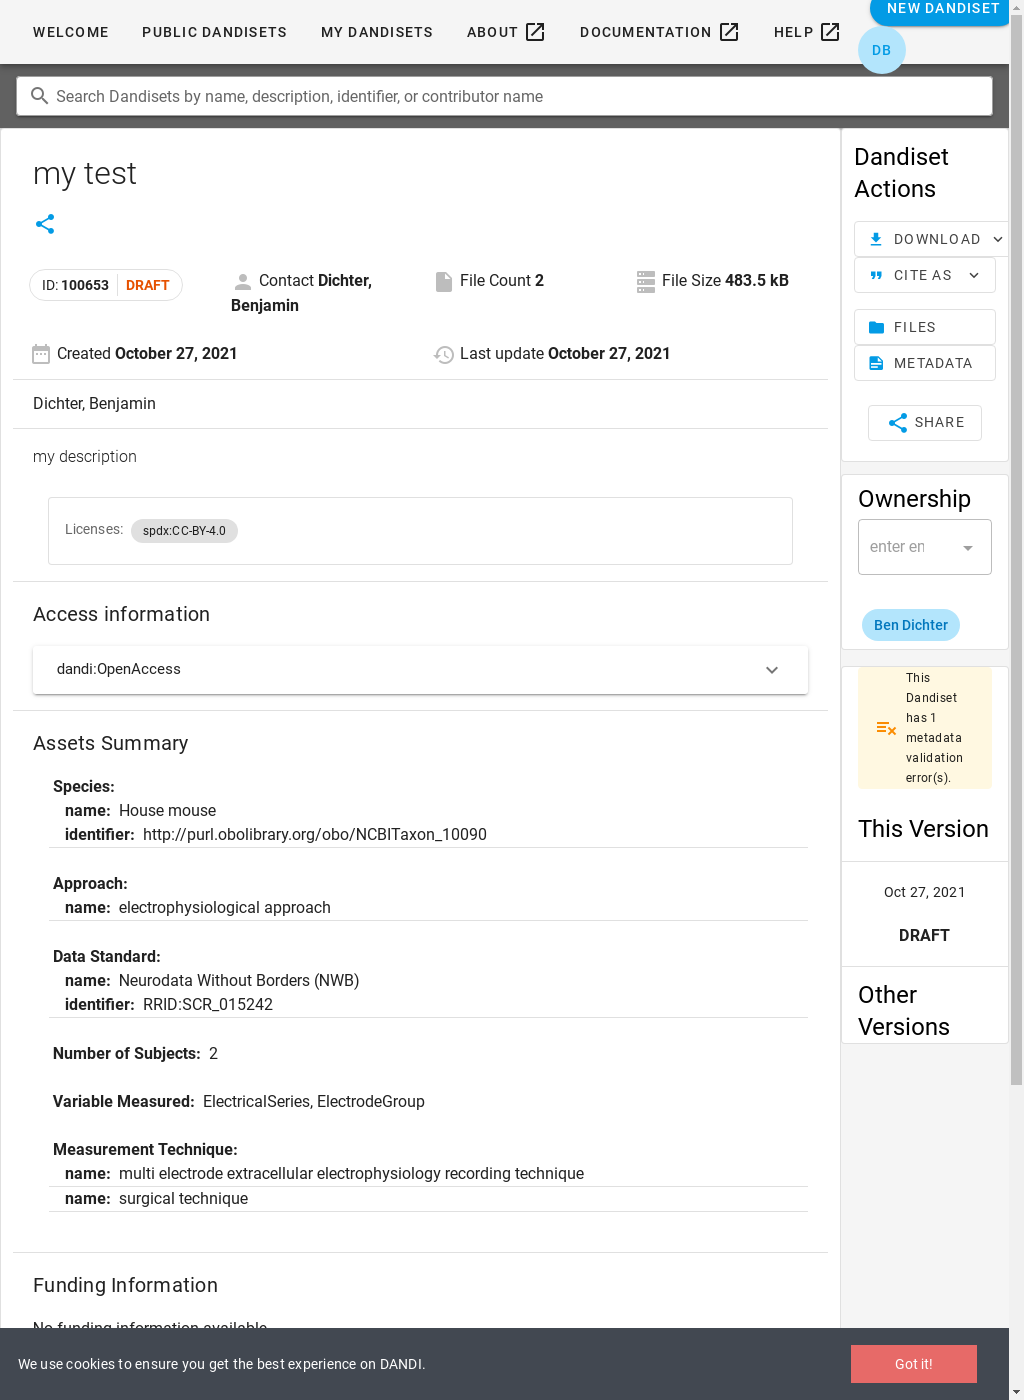 WELCOME PUBLIC DANDISETS MY DANDISETS ABOUT DOCUMENTATION HELP
NEW DANDISET
DB
Search Dandisets by name, description, identifier, or contributor name
my test
ID: 100653 DRAFT
Contact Dichter, Benjamin
File Count 2
File Size 483.5 kB
Created October 27, 2021
Last update October 27, 2021
Dichter, Benjamin
my description
Licenses: spdx:CC-BY-4.0
Access information
dandi:OpenAccess
Assets Summary
Species:
name: House mouse
identifier: http://purl.obolibrary.org/obo/NCBITaxon_10090
Approach:
name: electrophysiological approach
Data Standard:
name: Neurodata Without Borders (NWB)
identifier: RRID:SCR_015242
Number of Subjects: 2
Variable Measured: ElectricalSeries, ElectrodeGroup
Measurement Technique:
name: multi electrode extracellular electrophysiology recording technique
name: surgical technique
Funding Information
No funding information available
Dandiset
Actions
DOWNLOAD
CITE AS
FILES
METADATA
SHARE
Ownership
enter en
Ben Dichter
This
Dandiset
has 1
metadata
validation
error(s).
This Version
Oct 27, 2021
DRAFT
Other
Versions
We use cookies to ensure you get the best experience on DANDI.
Got it!